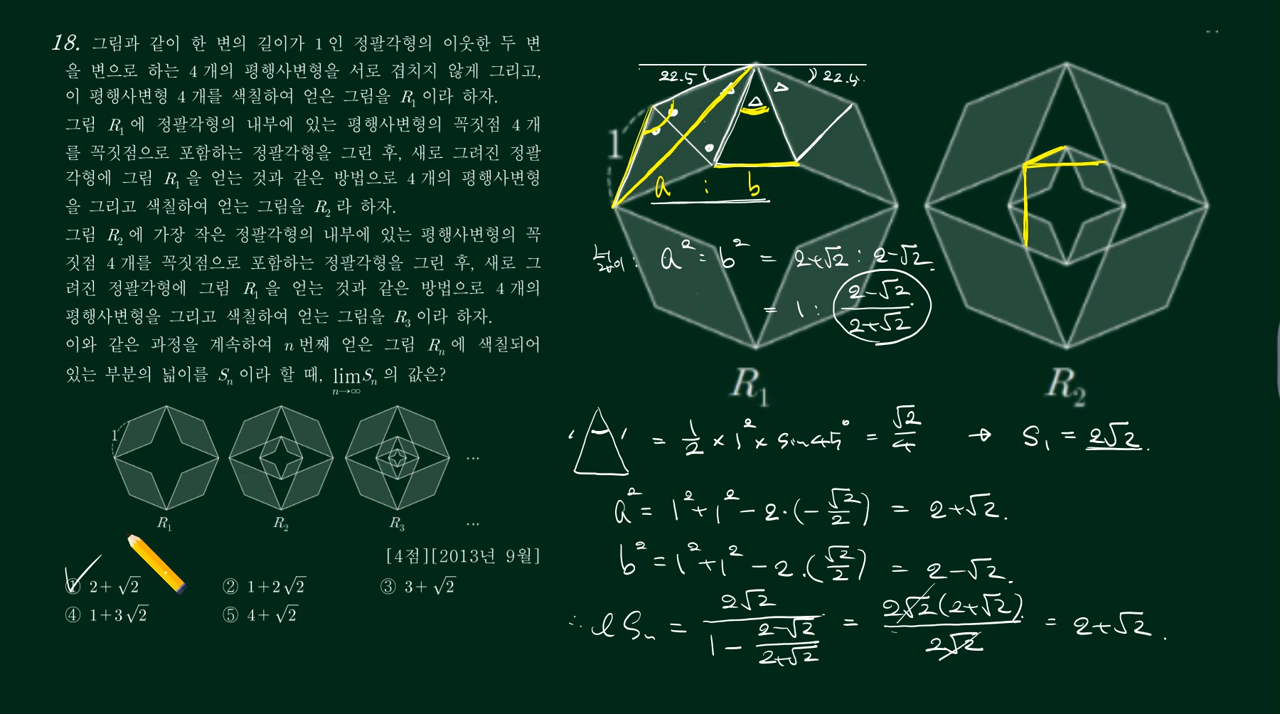 18. 그림과 같이 한 변의 길이가 1인 정팔각형의 이웃한 두 변
을 변으로 하는 4개의 평행사변형을 서로 겹치지 않게 그리고,
이 평행사변형 4개를 색칠하여 얻은 그림을 R₁이라 하자.
그림 R₁에 정팔각형의 내부에 있는 평행사변형의 꼭짓점 4개
를 꼭짓점으로 포함하는 정팔각형을 그린 후, 새로 그려진 정팔
각형에 그림 R₁을 얻는 것과 같은 방법으로 4개의 평행사변형
을 그리고 색칠하여 얻는 그림을 R₂라 하자.
그림 R₂에 가장 작은 정팔각형의 내부에 있는 평행사변형의 꼭
짓점 4개를 꼭짓점으로 포함하는 정팔각형을 그린 후, 새로 그
려진 정팔각형에 그림 R₁을 얻는 것과 같은 방법으로 4개의
평행사변형을 그리고 색칠하여 얻는 그림을 R₃이라 하자.
이와 같은 과정을 계속하여 n번째 얻은 그림 Rₙ에 색칠되어
있는 부분의 넓이를 Sₙ이라 할 때, lim n→∞ Sₙ의 값은?
1
R₁ R₂ R₃ ...
...
[4점][2013년 9월]
① 2+√2 ② 1+2√2 ③ 3+√2
④ 1+3√2 ⑤ 4+√2
22.5 22.5
1
a : b
넓이: a² : b² = 2+√2 : 2-√2
= 1 : (2-√2)/(2+√2)
R₁ R₂
1 1 = 1/2 × 1² × sin45° = √2/4 → S₁ = 2√2.
a² = 1²+1²-2·(-√2/2) = 2+√2.
b² = 1²+1²-2·(√2/2) = 2-√2.
∴ l Sₙ = 2√2/(1-(2-√2)/(2+√2)) = 2√2(2+√2)/2√2 = 2+√2.